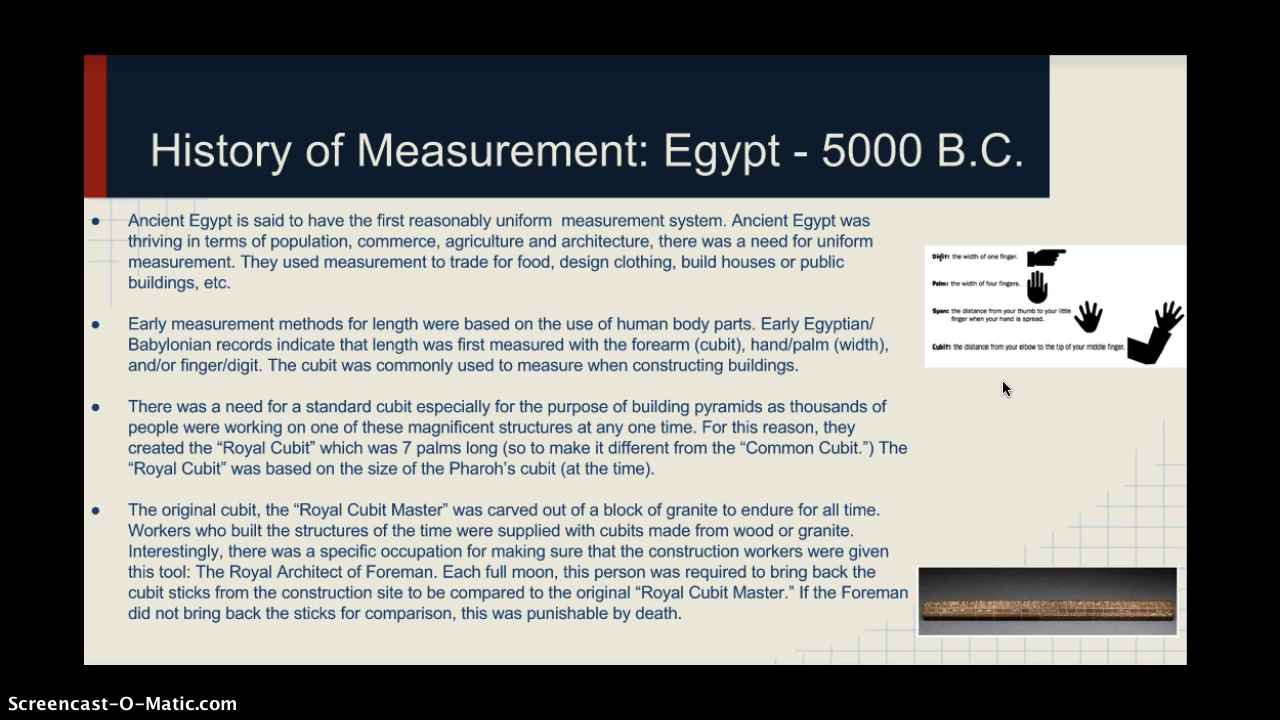 History of Measurement: Egypt - 5000 B.C.
● Ancient Egypt is said to have the first reasonably uniform  measurement system. Ancient Egypt was
thriving in terms of population, commerce, agriculture and architecture, there was a need for uniform
measurement. They used measurement to trade for food, design clothing, build houses or public
buildings, etc.
● Early measurement methods for length were based on the use of human body parts. Early Egyptian/
Babylonian records indicate that length was first measured with the forearm (cubit), hand/palm (width),
and/or finger/digit. The cubit was commonly used to measure when constructing buildings.
● There was a need for a standard cubit especially for the purpose of building pyramids as thousands of
people were working on one of these magnificent structures at any one time. For this reason, they
created the “Royal Cubit” which was 7 palms long (so to make it different from the “Common Cubit.”) The
“Royal Cubit” was based on the size of the Pharoh’s cubit (at the time).
● The original cubit, the “Royal Cubit Master” was carved out of a block of granite to endure for all time.
Workers who built the structures of the time were supplied with cubits made from wood or granite.
Interestingly, there was a specific occupation for making sure that the construction workers were given
this tool: The Royal Architect of Foreman. Each full moon, this person was required to bring back the
cubit sticks from the construction site to be compared to the original “Royal Cubit Master.” If the Foreman
did not bring back the sticks for comparison, this was punishable by death.
Digit: the width of one finger.
Palm: the width of four fingers.
Span: the distance from your thumb to your little
finger when your hand is spread.
Cubit: the distance from your elbow to the tip of your middle finger.
Screencast-O-Matic.com